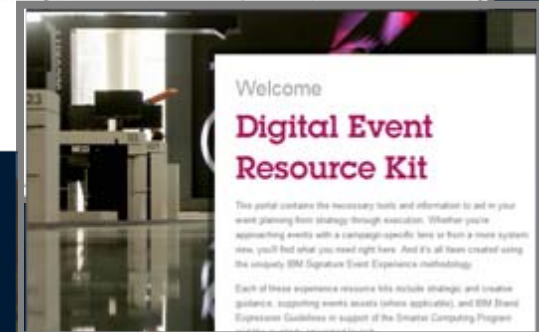 Welcome
Digital Event
Resource Kit
This portal contains the necessary tools and information to aid in your
event planning from strategy through execution. Whether you're
approaching events with a campaign-specific lens or from a more system
view, you'll find what you need right here. And it's all been created using
the uniquely IBM Signature Event Experience methodology.
Each of these experience resource kits include strategic and creative
guidance, supporting events assets (where applicable), and IBM Brand
Expression Guidelines in support of the Smarter Computing Program